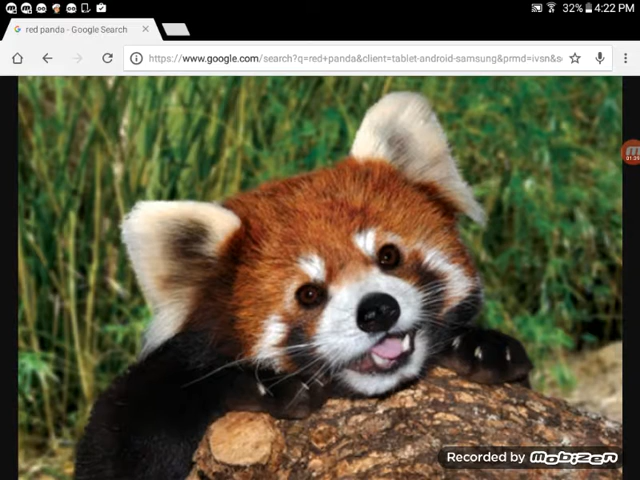 32% 4:22 PM
red panda - Google Search
https://www.google.com/search?q=red+panda&client=tablet-android-samsung&prmd=ivsn&s
Recorded by Mobizen